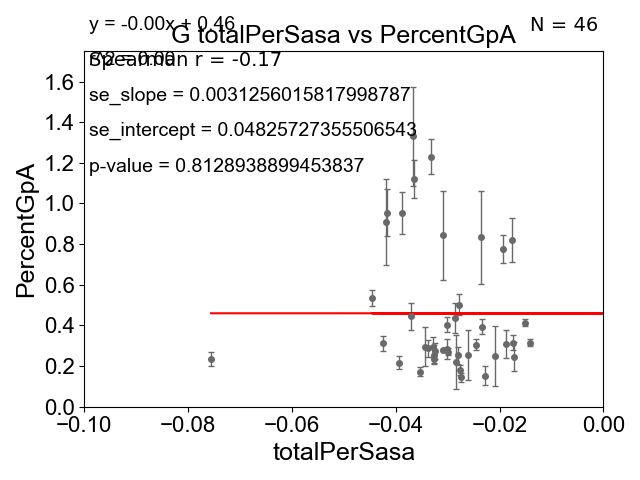 y = -0.00x + 0.46
N = 46
G totalPerSasa vs PercentGpA
R^2 = 0.00
Spearman r = -0.17
se_slope = 0.0031256015817998787
se_intercept = 0.04825727355506543
p-value = 0.8128938899453837
PercentGpA
1.6
1.4
1.2
1.0
0.8
0.6
0.4
0.2
0.0
−0.10
−0.08
−0.06
−0.04
−0.02
0.00
totalPerSasa